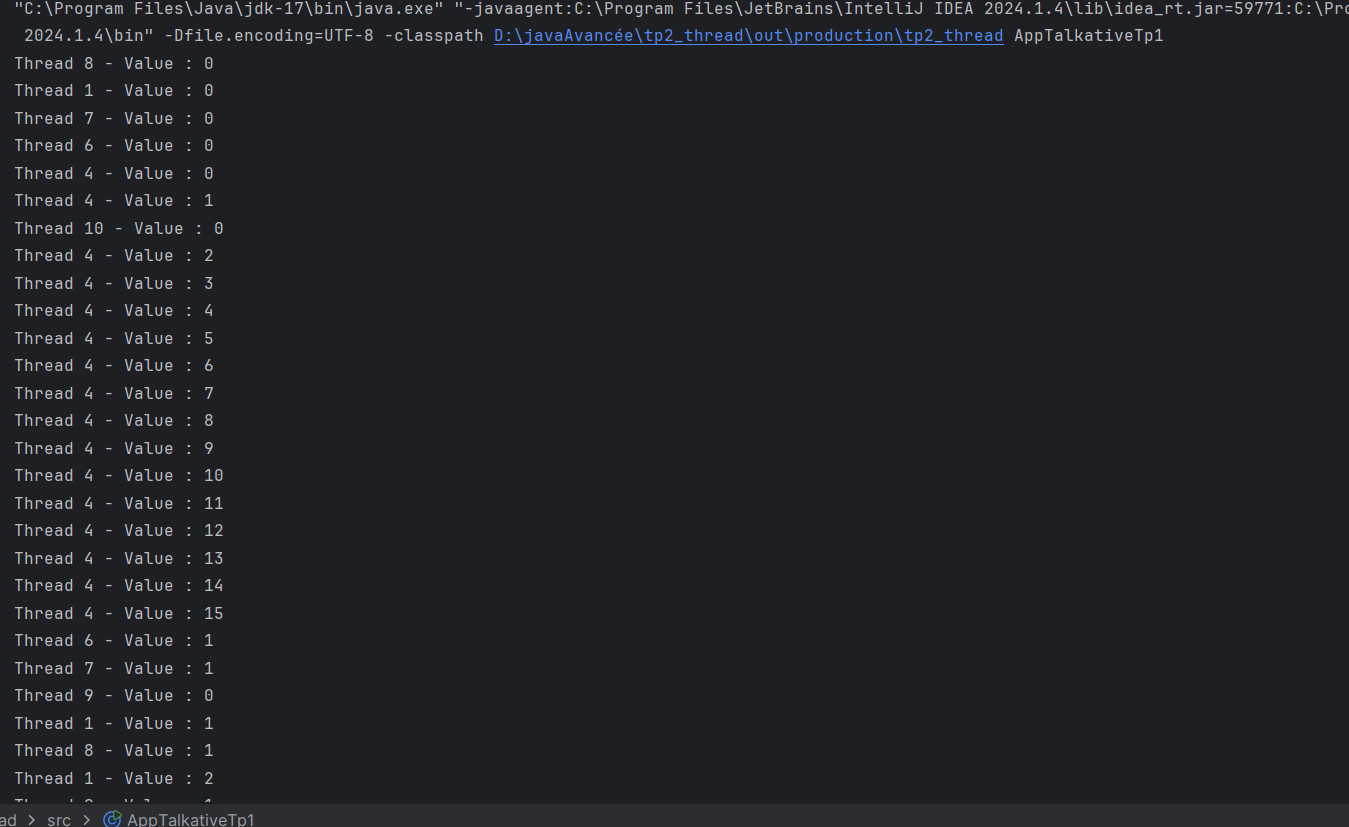 "C:\Program Files\Java\jdk-17\bin\java.exe" "-javaagent:C:\Program Files\JetBrains\IntelliJ IDEA 2024.1.4\lib\idea_rt.jar=59771:C:\Pro
2024.1.4\bin" -Dfile.encoding=UTF-8 -classpath D:\javaAvancée\tp2_thread\out\production\tp2_thread AppTalkativeTp1
Thread 8 - Value : 0
Thread 1 - Value : 0
Thread 7 - Value : 0
Thread 6 - Value : 0
Thread 4 - Value : 0
Thread 4 - Value : 1
Thread 10 - Value : 0
Thread 4 - Value : 2
Thread 4 - Value : 3
Thread 4 - Value : 4
Thread 4 - Value : 5
Thread 4 - Value : 6
Thread 4 - Value : 7
Thread 4 - Value : 8
Thread 4 - Value : 9
Thread 4 - Value : 10
Thread 4 - Value : 11
Thread 4 - Value : 12
Thread 4 - Value : 13
Thread 4 - Value : 14
Thread 4 - Value : 15
Thread 6 - Value : 1
Thread 7 - Value : 1
Thread 9 - Value : 0
Thread 1 - Value : 1
Thread 8 - Value : 1
Thread 1 - Value : 2
ad > src > AppTalkativeTp1